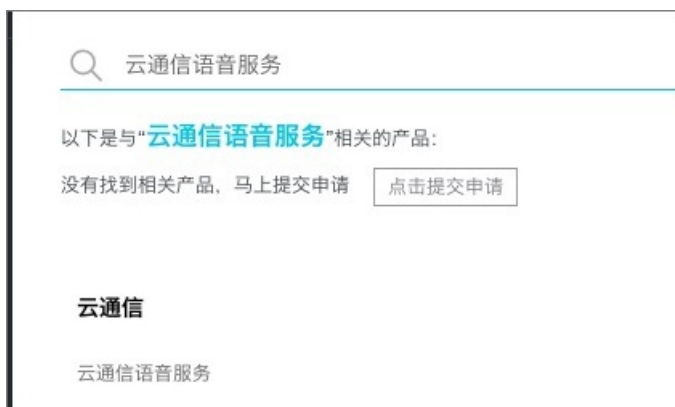 云通信语音服务
以下是与“云通信语音服务”相关的产品：
没有找到相关产品，马上提交申请 点击提交申请
云通信
云通信语音服务